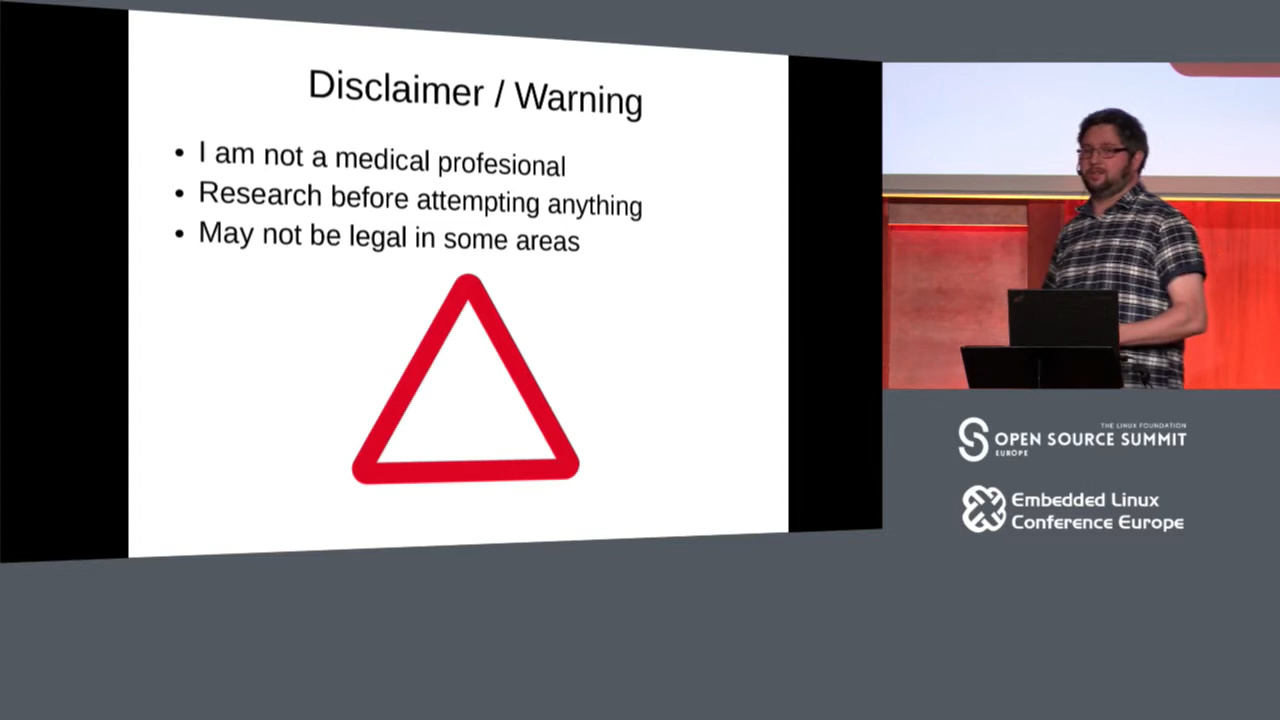 Disclaimer / Warning
• I am not a medical profesional
• Research before attempting anything
• May not be legal in some areas
THE LINUX FOUNDATION
OPEN SOURCE SUMMIT
EUROPE
Embedded Linux
Conference Europe